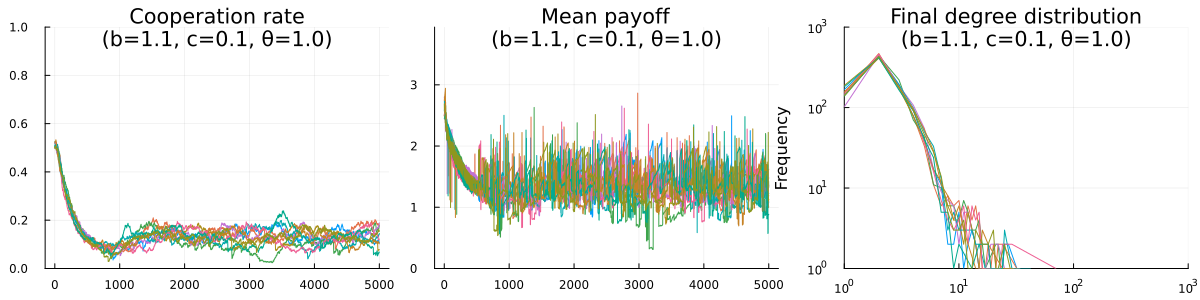 Cooperation rate
(b=1.1, c=0.1, θ=1.0)
1.0
0.8
0.6
0.4
0.2
0.0
0 1000 2000 3000 4000 5000
Mean payoff
(b=1.1, c=0.1, θ=1.0)
3
2
1
0
0 1000 2000 3000 4000 5000
Final degree distribution
(b=1.1, c=0.1, θ=1.0)
Frequency
10³
10²
10¹
10⁰
10⁰ 10¹ 10² 10³